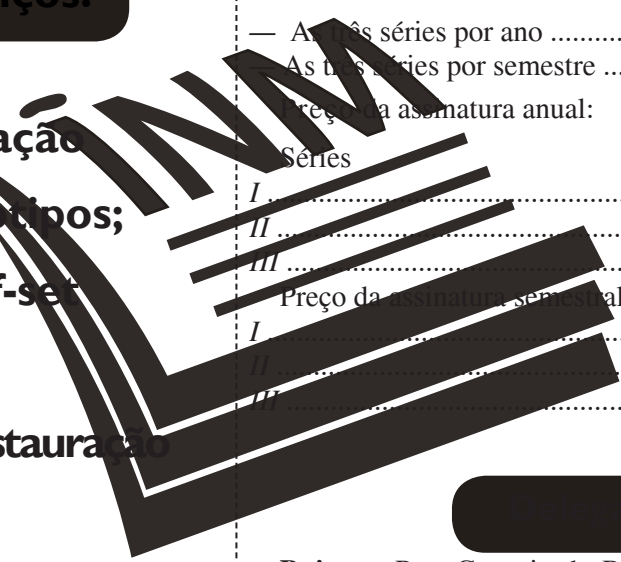 iços:
ação
tipos;
f-set
stauração
INM
— As três séries por ano ..........
— As três séries por semestre ...
Preço da assinatura anual:
Séries
I ..........
II ..........
III ..........
Preço da assinatura semestral
I ..........
II ..........
III ..........